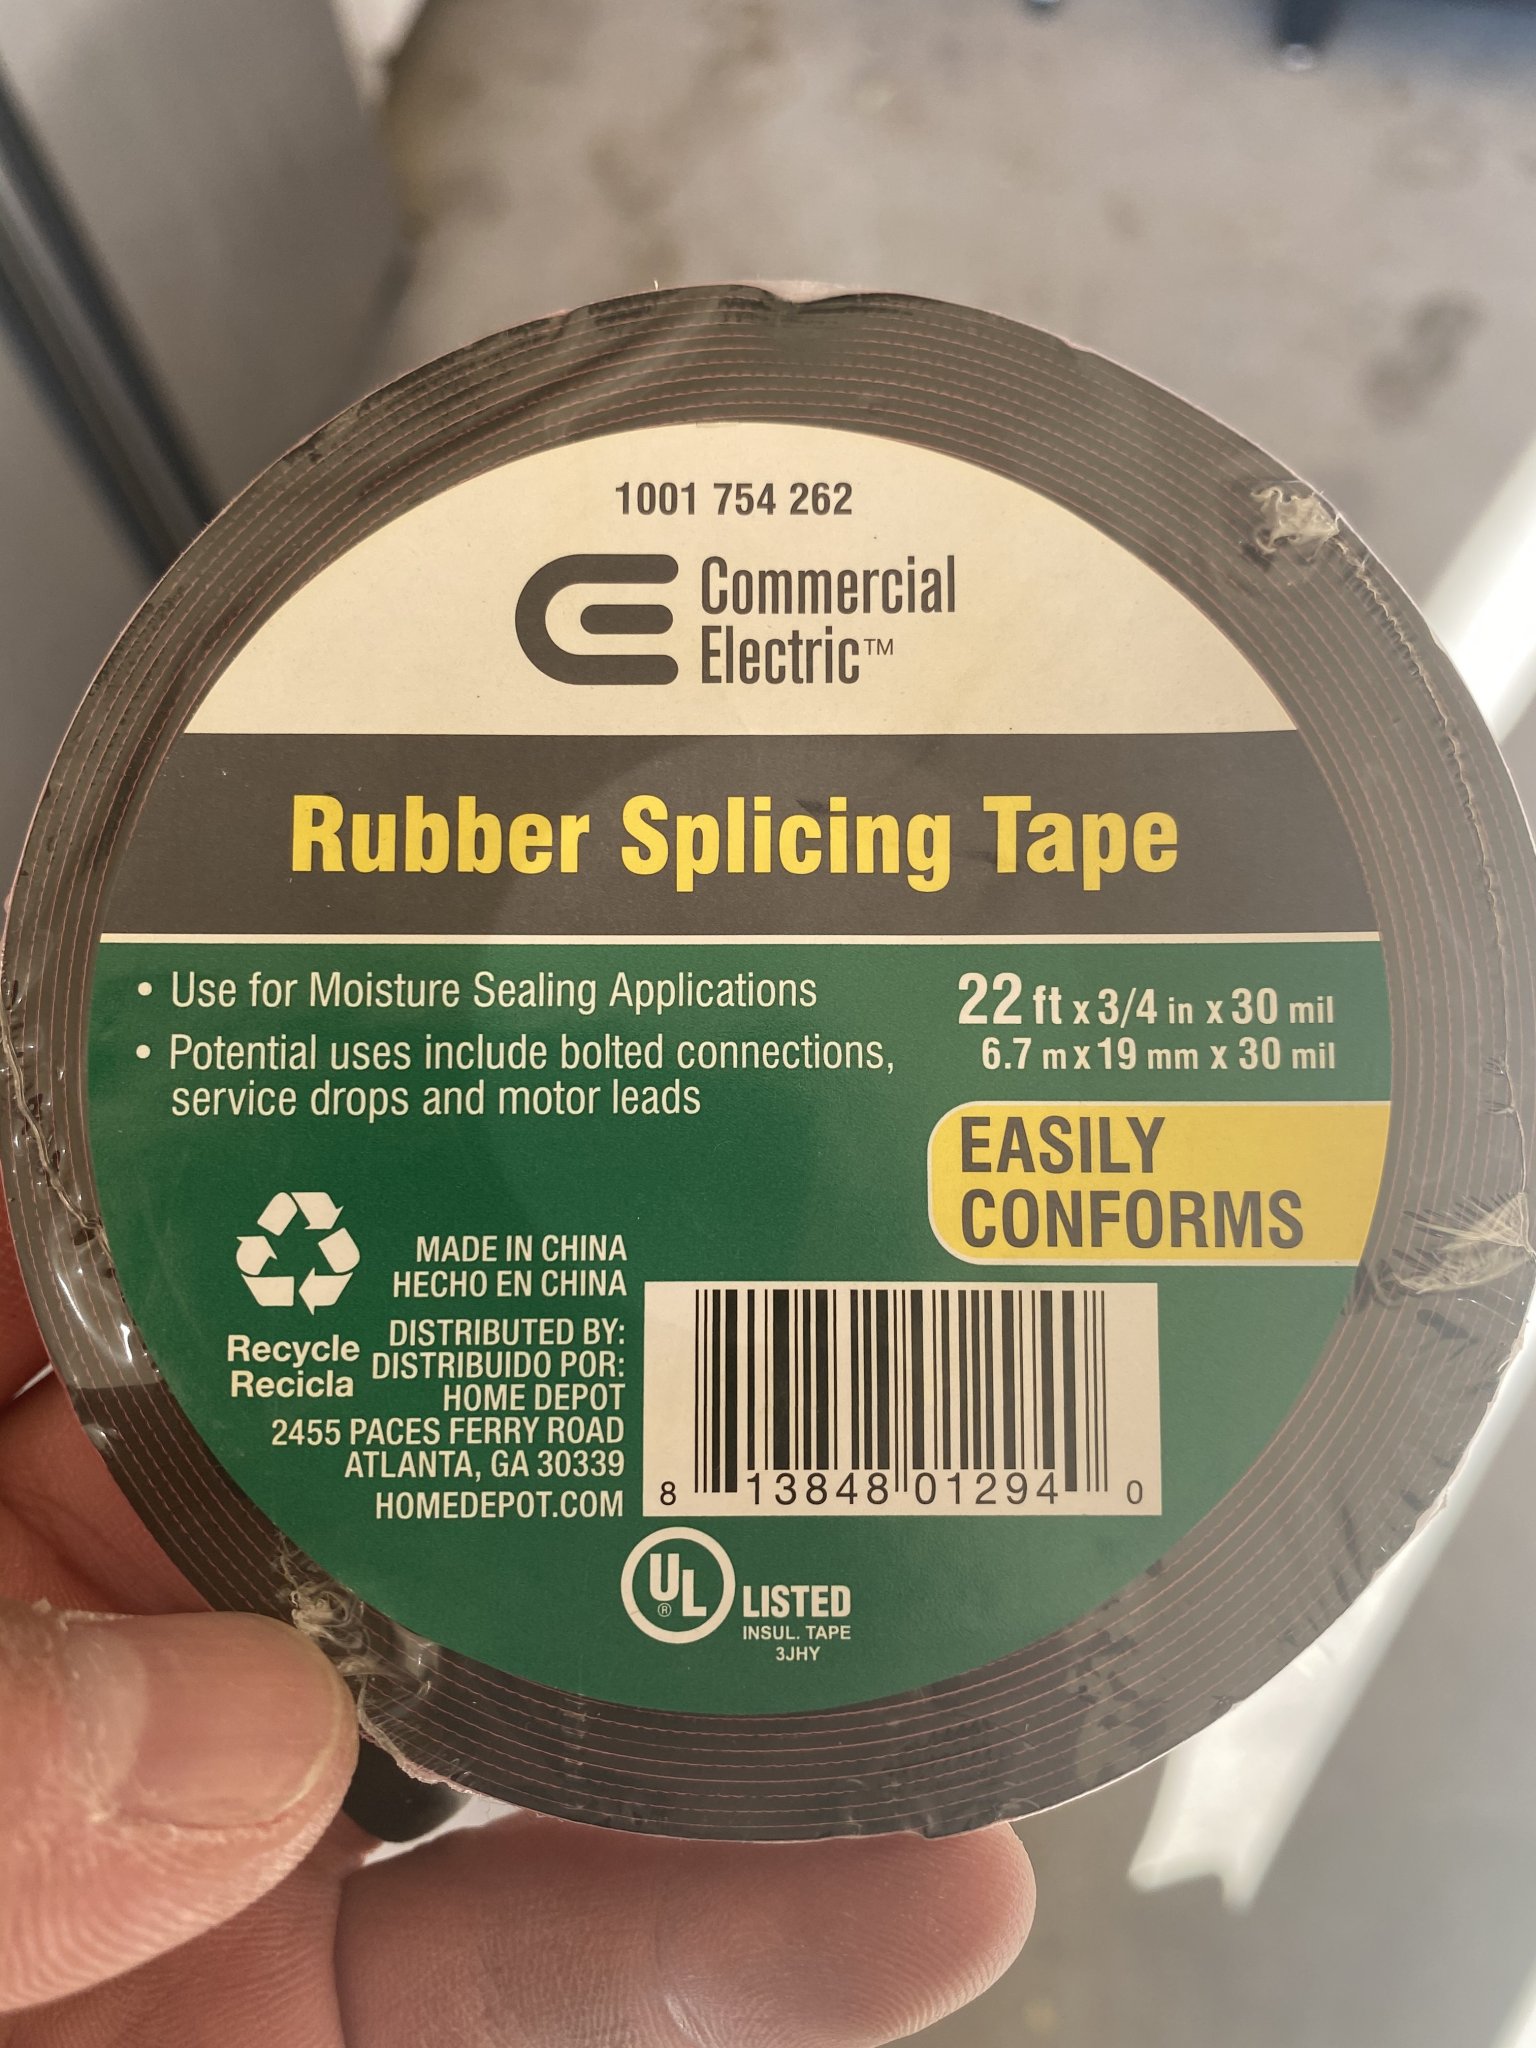 1001 754 262
Commercial
Electric™
Rubber Splicing Tape
• Use for Moisture Sealing Applications
• Potential uses include bolted connections,
service drops and motor leads
22 ft x 3/4 in x 30 mil
6.7 m x 19 mm x 30 mil
EASILY
CONFORMS
Recycle
Recicla
MADE IN CHINA
HECHO EN CHINA
DISTRIBUTED BY:
DISTRIBUIDO POR:
HOME DEPOT
2455 PACES FERRY ROAD
ATLANTA, GA 30339
HOMEDEPOT.COM
8 13848 01294 0
UL ® LISTED
INSUL. TAPE
3JHY